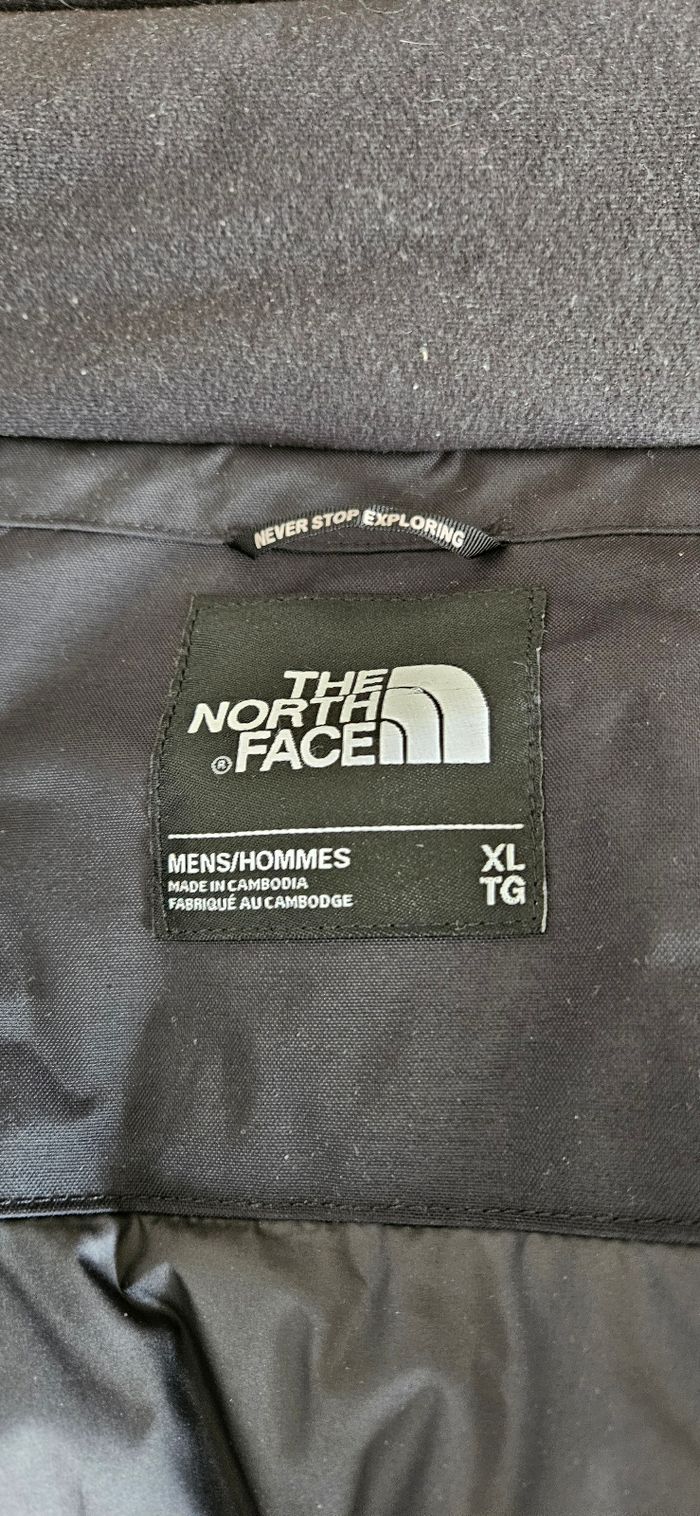 NEVER STOP EXPLORING
THE
NORTH
® FACE
MENS/HOMMES XL
MADE IN CAMBODIA TG
FABRIQUÉ AU CAMBODGE